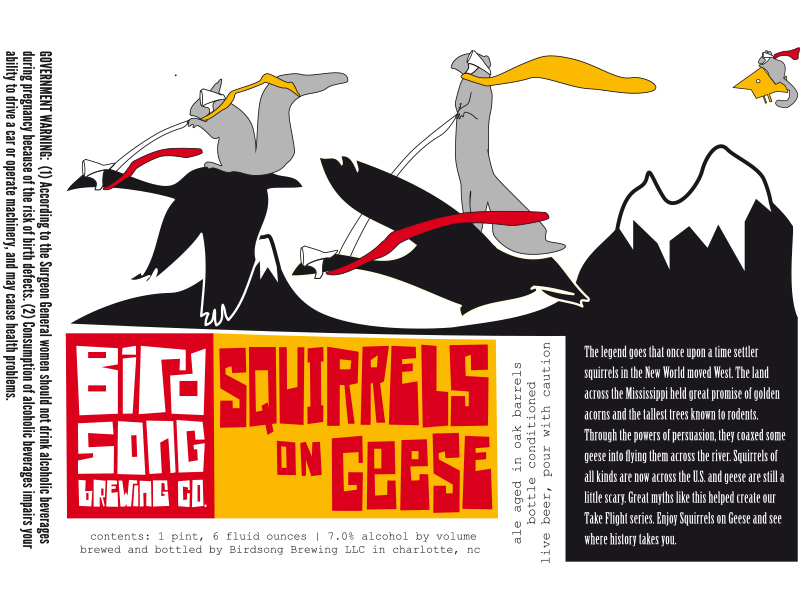 GOVERNMENT WARNING: (1) According to the Surgeon General women should not drink alcoholic beverages
during pregnancy because of the risk of birth defects. (2) Consumption of alcoholic beverages impairs your
ability to drive a car or operate machinery, and may cause health problems.
BirD
SONG
BREWING CO.
SQUIRRELS
ON GEESE
contents: 1 pint, 6 fluid ounces | 7.0% alcohol by volume
brewed and bottled by Birdsong Brewing LLC in charlotte, nc
ale aged in oak barrels
bottle conditioned
live beer, pour with caution
The legend goes that once upon a time settler
squirrels in the New World moved West. The land
across the Mississippi held great promise of golden
acorns and the tallest trees known to rodents.
Through the powers of persuasion, they coaxed some
geese into flying them across the river. Squirrels of
all kinds are now across the U.S. and geese are still a
little scary. Great myths like this helped create our
Take Flight series. Enjoy Squirrels on Geese and see
where history takes you.